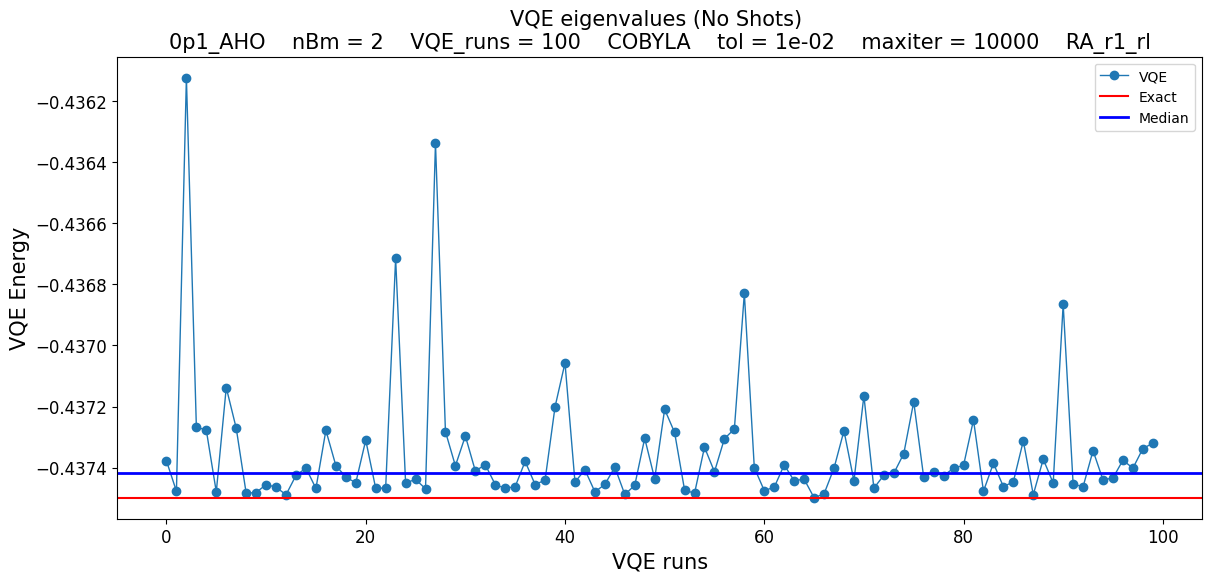 VQE eigenvalues (No Shots)
0p1_AHO nBm = 2 VQE_runs = 100 COBYLA tol = 1e-02 maxiter = 10000 RA_r1_rl
VQE
Exact
Median
VQE Energy
−0.4362
−0.4364
−0.4366
−0.4368
−0.4370
−0.4372
−0.4374
0 20 40 60 80 100
VQE runs